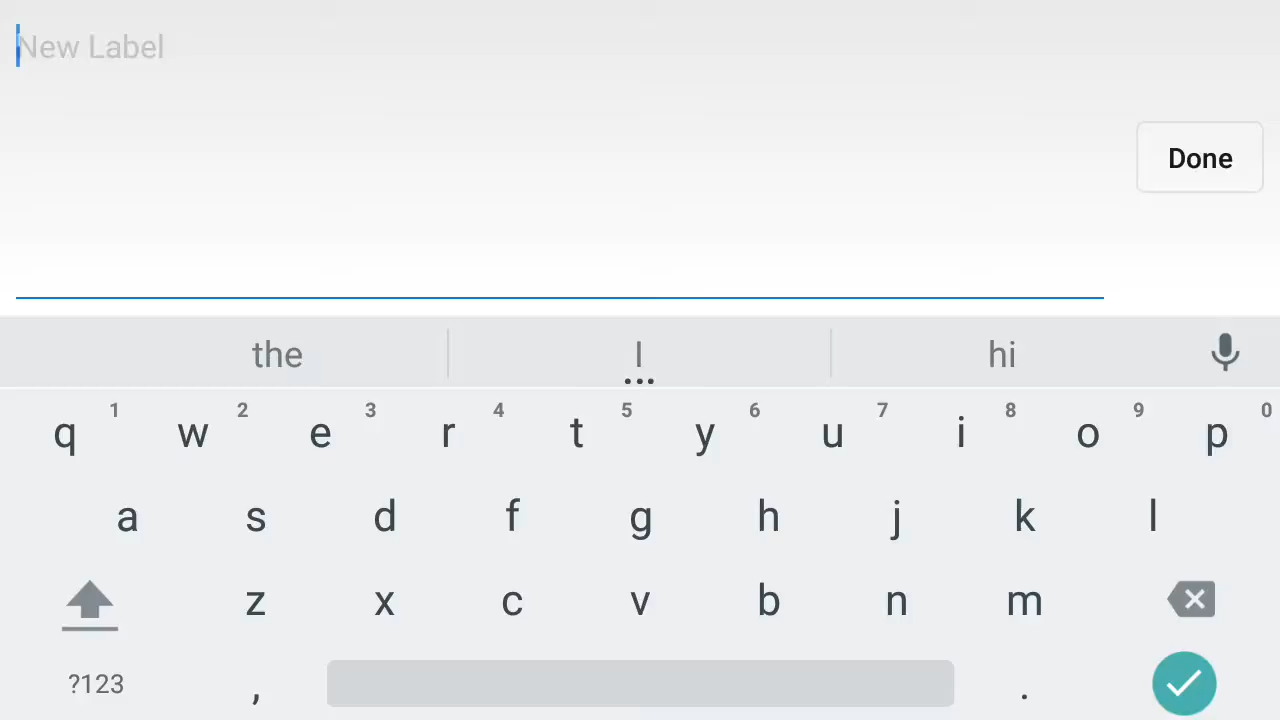 New Label
Done
the I hi
1 2 3 4 5 6 7 8 9 0
q w e r t y u i o p
a s d f g h j k l
z x c v b n m
?123 , .